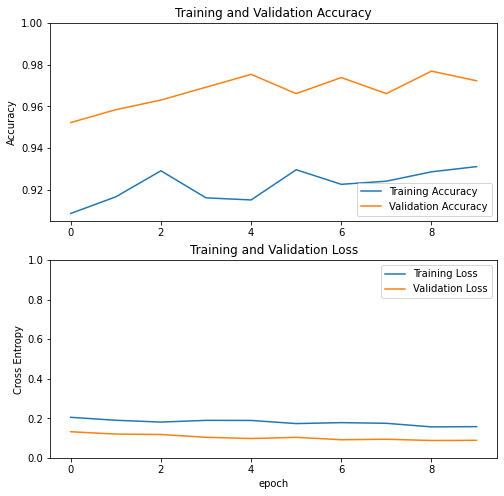 Training and Validation Accuracy
1.00
0.98
0.96
0.94
0.92
Accuracy
Training Accuracy
Validation Accuracy
0 2 4 6 8
Training and Validation Loss
1.0
0.8
0.6
0.4
0.2
0.0
Cross Entropy
Training Loss
Validation Loss
0 2 4 6 8
epoch